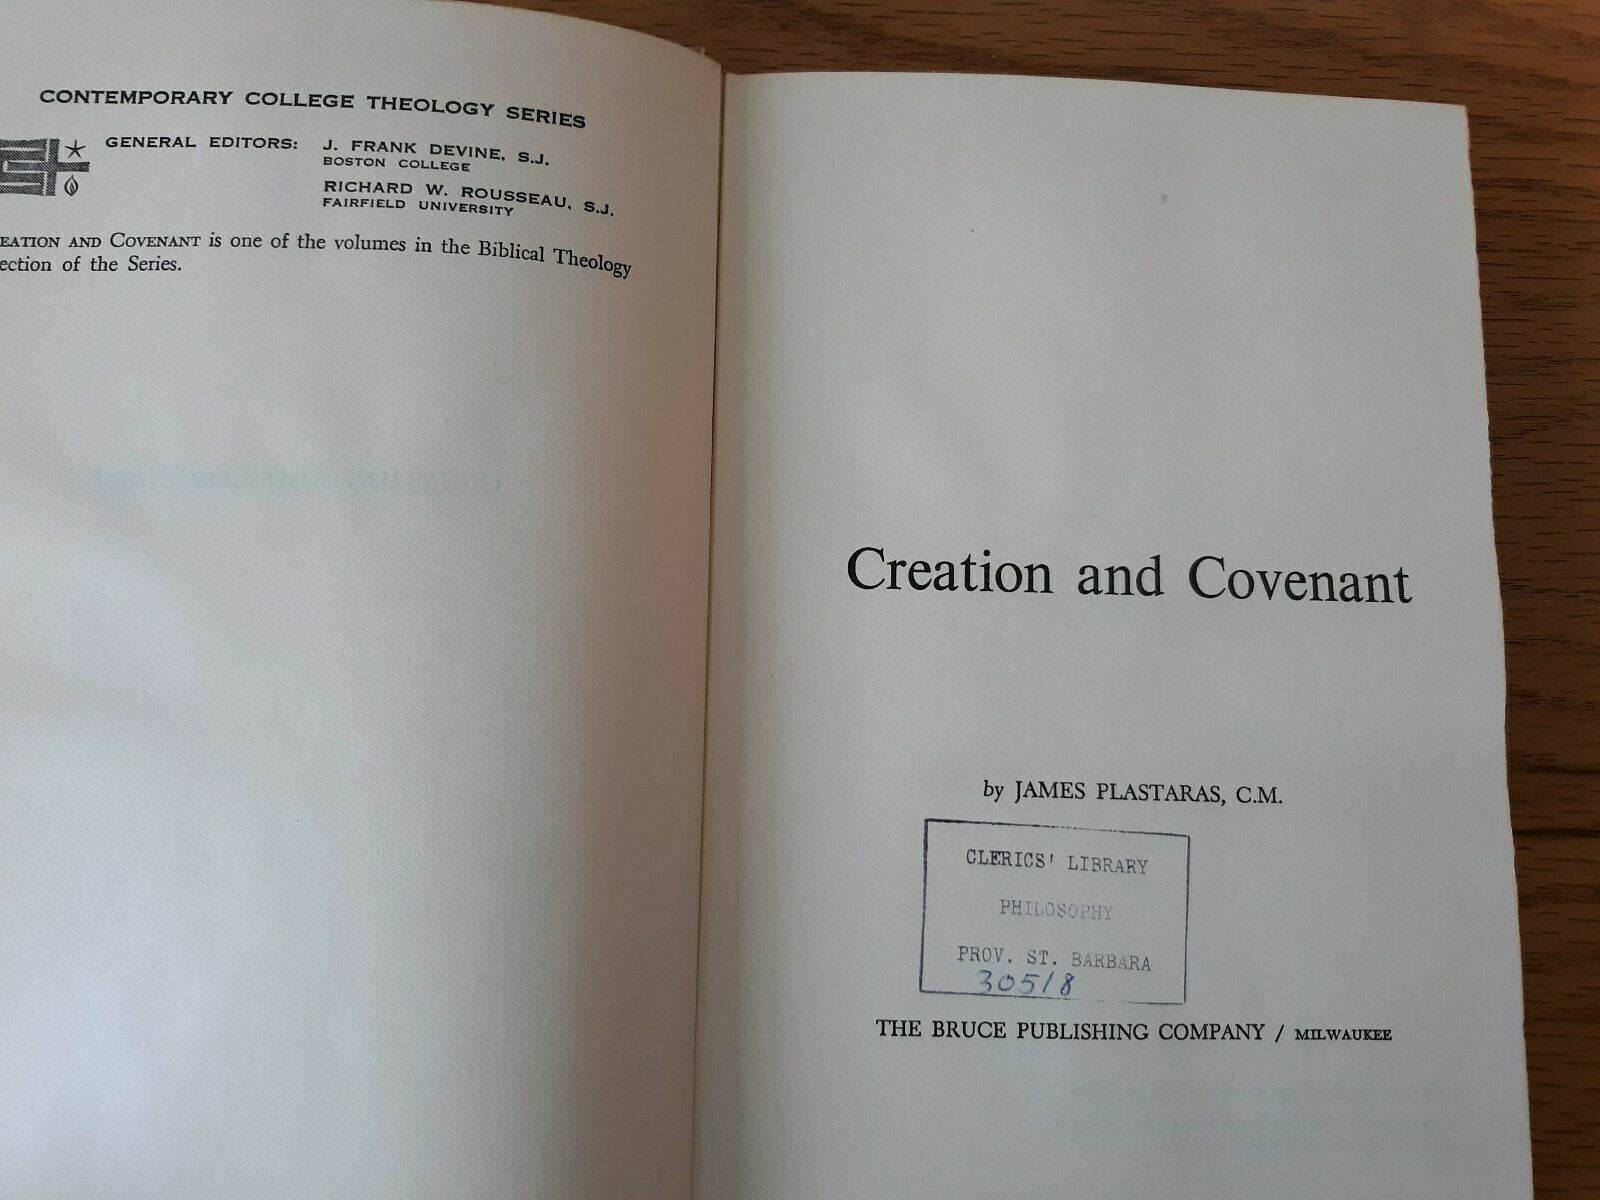 CONTEMPORARY COLLEGE THEOLOGY SERIES
GENERAL EDITORS: J. FRANK DEVINE, S.J.
BOSTON COLLEGE
RICHARD W. ROUSSEAU, S.J.
FAIRFIELD UNIVERSITY
EATION AND COVENANT is one of the volumes in the Biblical Theology
ection of the Series.
Creation and Covenant
by JAMES PLASTARAS, C.M.
CLERICS' LIBRARY
PHILOSOPHY
PROV. ST. BARBARA
30518
THE BRUCE PUBLISHING COMPANY / MILWAUKEE